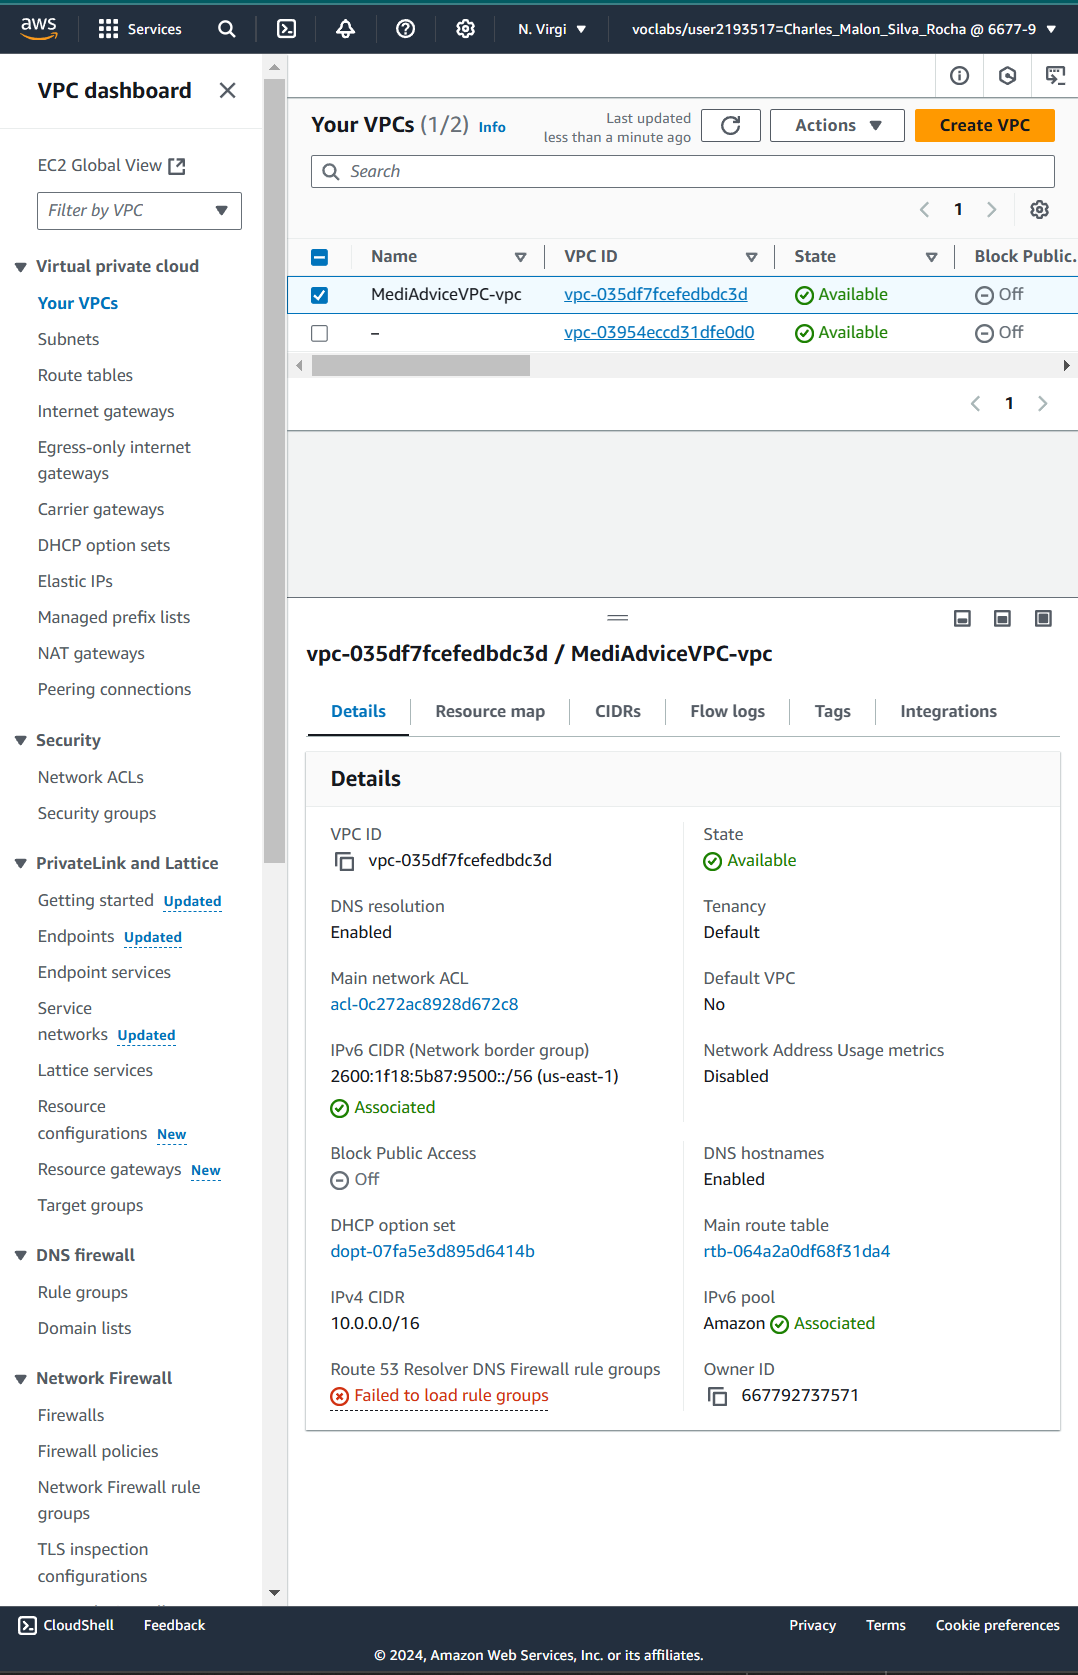 aws
Services
N. Virgi
voclabs/user2193517=Charles_Malon_Silva_Rocha @ 6677-9
VPC dashboard
EC2 Global View
Filter by VPC
Virtual private cloud
Your VPCs
Subnets
Route tables
Internet gateways
Egress-only internet
gateways
Carrier gateways
DHCP option sets
Elastic IPs
Managed prefix lists
NAT gateways
Peering connections
Security
Network ACLs
Security groups
PrivateLink and Lattice
Getting started Updated
Endpoints Updated
Endpoint services
Service
networks Updated
Lattice services
Resource
configurations New
Resource gateways New
Target groups
DNS firewall
Rule groups
Domain lists
Network Firewall
Firewalls
Firewall policies
Network Firewall rule
groups
TLS inspection
configurations
Your VPCs (1/2) Info
Last updated
less than a minute ago
Actions
Create VPC
Search
1
Name VPC ID State Block Public.
MediAdviceVPC-vpc vpc-035df7fcefedbdc3d Available Off
– vpc-03954eccd31dfe0d0 Available Off
1
vpc-035df7fcefedbdc3d / MediAdviceVPC-vpc
Details Resource map CIDRs Flow logs Tags Integrations
Details
VPC ID
vpc-035df7fcefedbdc3d
State
Available
DNS resolution
Enabled
Tenancy
Default
Main network ACL
acl-0c272ac8928d672c8
Default VPC
No
IPv6 CIDR (Network border group)
2600:1f18:5b87:9500::/56 (us-east-1)
Associated
Network Address Usage metrics
Disabled
Block Public Access
Off
DNS hostnames
Enabled
DHCP option set
dopt-07fa5e3d895d6414b
Main route table
rtb-064a2a0df68f31da4
IPv4 CIDR
10.0.0.0/16
IPv6 pool
Amazon Associated
Route 53 Resolver DNS Firewall rule groups
Failed to load rule groups
Owner ID
667792737571
CloudShell Feedback
Privacy Terms Cookie preferences
© 2024, Amazon Web Services, Inc. or its affiliates.